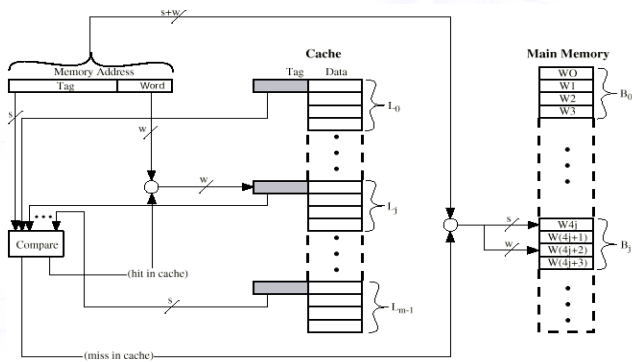 s+w
Cache
Main Memory
Memory Address
Tag Word
Tag Data
WO
W1
W2
W3
B0
L0
s
w
w
Lj
Compare
(hit in cache)
s
s
w
W4j
W(4j+1)
W(4j+2)
W(4j+3)
Bj
Lm-1
(miss in cache)